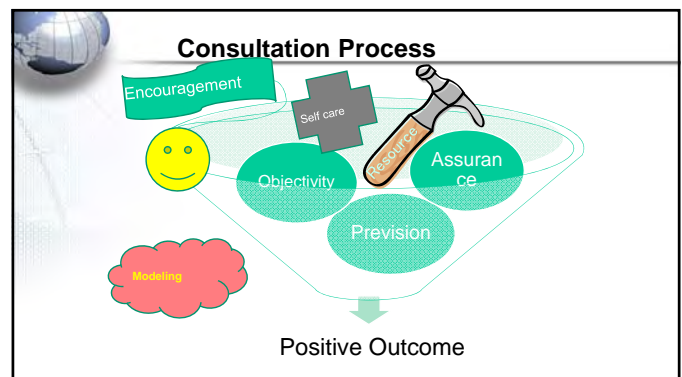 Consultation Process
Encouragement
Self care
Resource
Assuran
ce
Objectivity
Prevision
Modeling
Positive Outcome